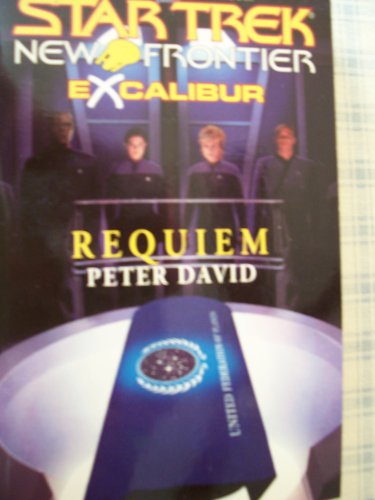 STAR TREK
NEW FRONTIER
EXCALIBUR
REQUIEM
PETER DAVID
UNITED FEDERATION OF PLANETS